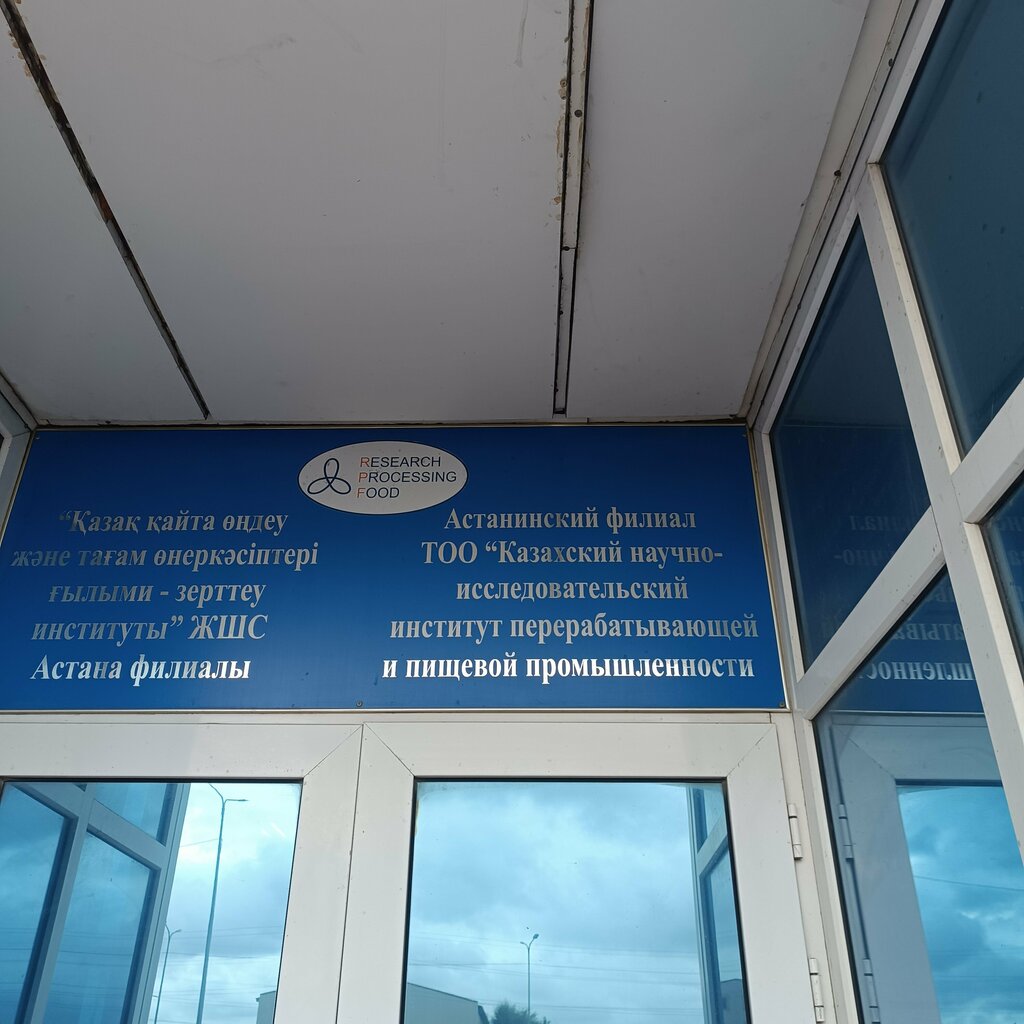 RESEARCH
PROCESSING
FOOD
"Қазақ қайта өңдеу
және тағам өнеркәсіптері
ғылыми - зерттеу
институты" ЖШС
Астана филиалы
Астанинский филиал
ТОО "Казахский научно-
исследовательский
институт перерабатывающей
и пищевой промышленности